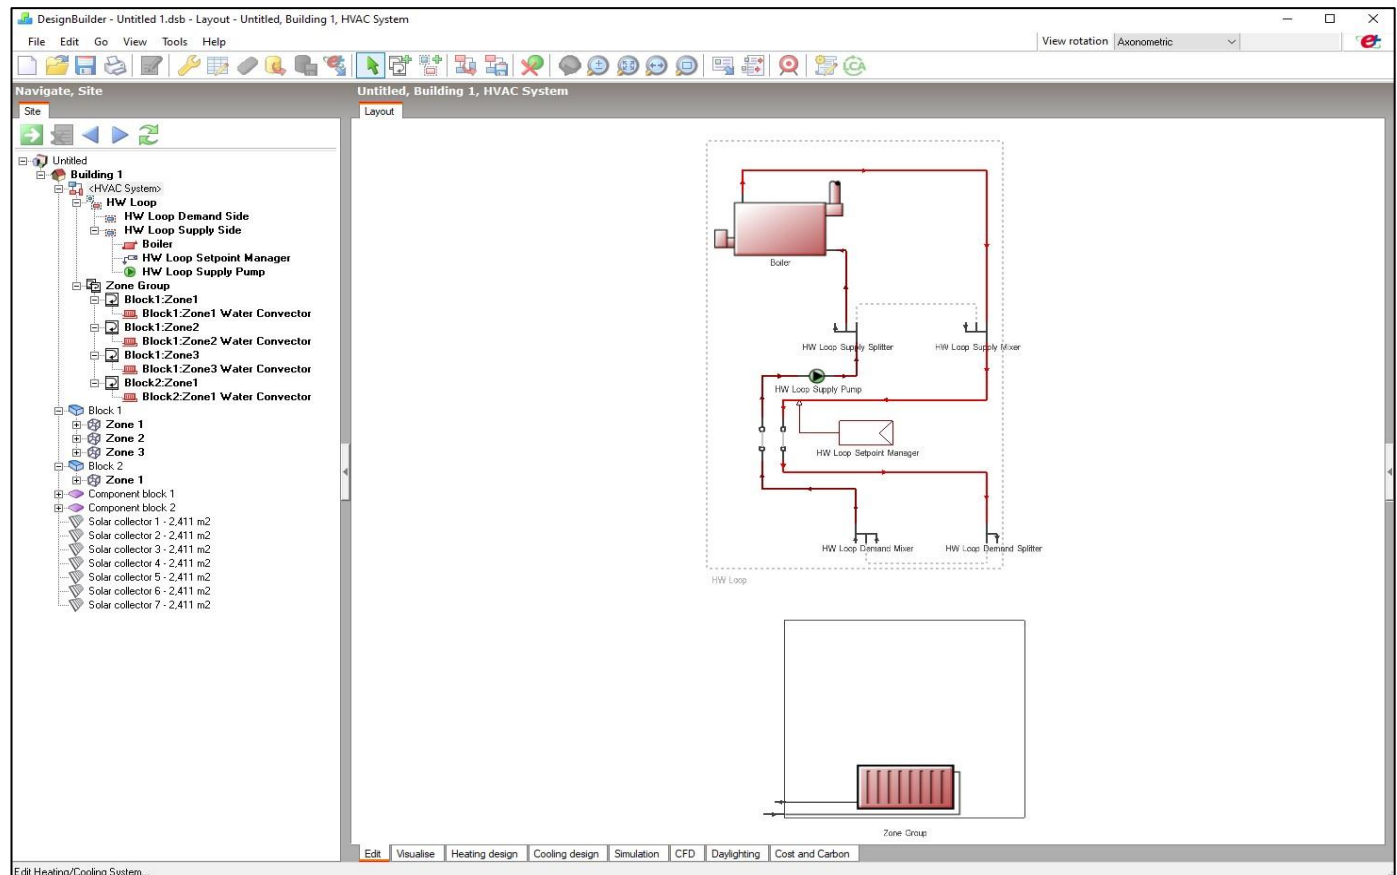 DesignBuilder - Untitled 1.dsb - Layout - Untitled, Building 1, HVAC System
File Edit Go View Tools Help
View rotation Axonometric
Navigate, Site
Untitled, Building 1, HVAC System
Site
Layout
Untitled
Building 1
<HVAC System>
HW Loop
HW Loop Demand Side
HW Loop Supply Side
Boiler
HW Loop Setpoint Manager
HW Loop Supply Pump
Zone Group
Block1:Zone1
Block1:Zone1 Water Convector
Block1:Zone2
Block1:Zone2 Water Convector
Block1:Zone3
Block1:Zone3 Water Convector
Block2:Zone1
Block2:Zone1 Water Convector
Block 1
Zone 1
Zone 2
Zone 3
Block 2
Zone 1
Component block 1
Component block 2
Solar collector 1 - 2,411 m2
Solar collector 2 - 2,411 m2
Solar collector 3 - 2,411 m2
Solar collector 4 - 2,411 m2
Solar collector 5 - 2,411 m2
Solar collector 6 - 2,411 m2
Solar collector 7 - 2,411 m2
Boiler
HW Loop Supply Splitter
HW Loop Supply Mixer
HW Loop Supply Pump
HW Loop Setpoint Manager
HW Loop Demand Mixer
HW Loop Demand Splitter
HW Loop
Zone Group
Edit Visualise Heating design Cooling design Simulation CFD Daylighting Cost and Carbon
Edit Heating/Cooling System...